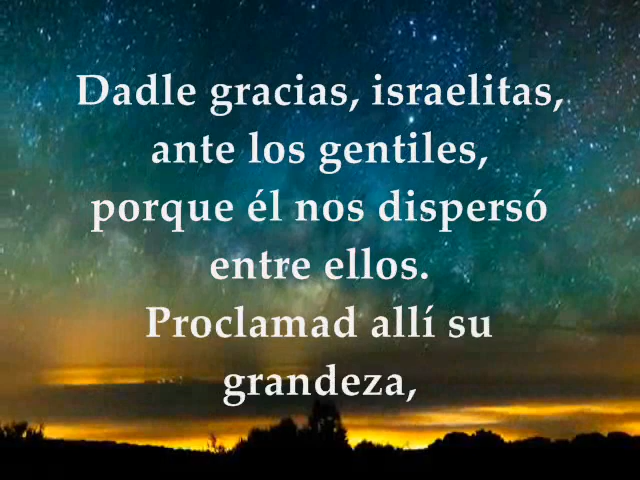 Dadle gracias, israelitas,
ante los gentiles,
porque él nos dispersó
entre ellos.
Proclamad allí su
grandeza,